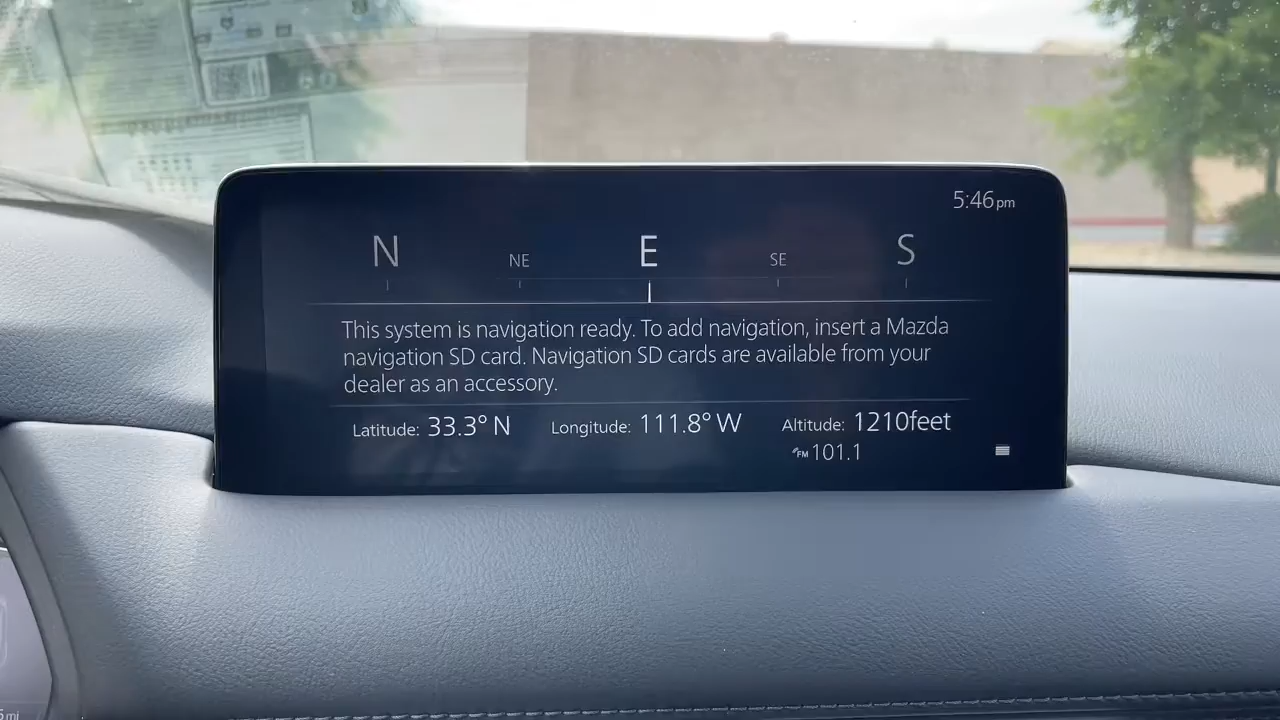 5:46pm
N NE E SE S
This system is navigation ready. To add navigation, insert a Mazda
navigation SD card. Navigation SD cards are available from your
dealer as an accessory.
Latitude: 33.3° N Longitude: 111.8° W Altitude: 1210feet
FM 101.1
mi